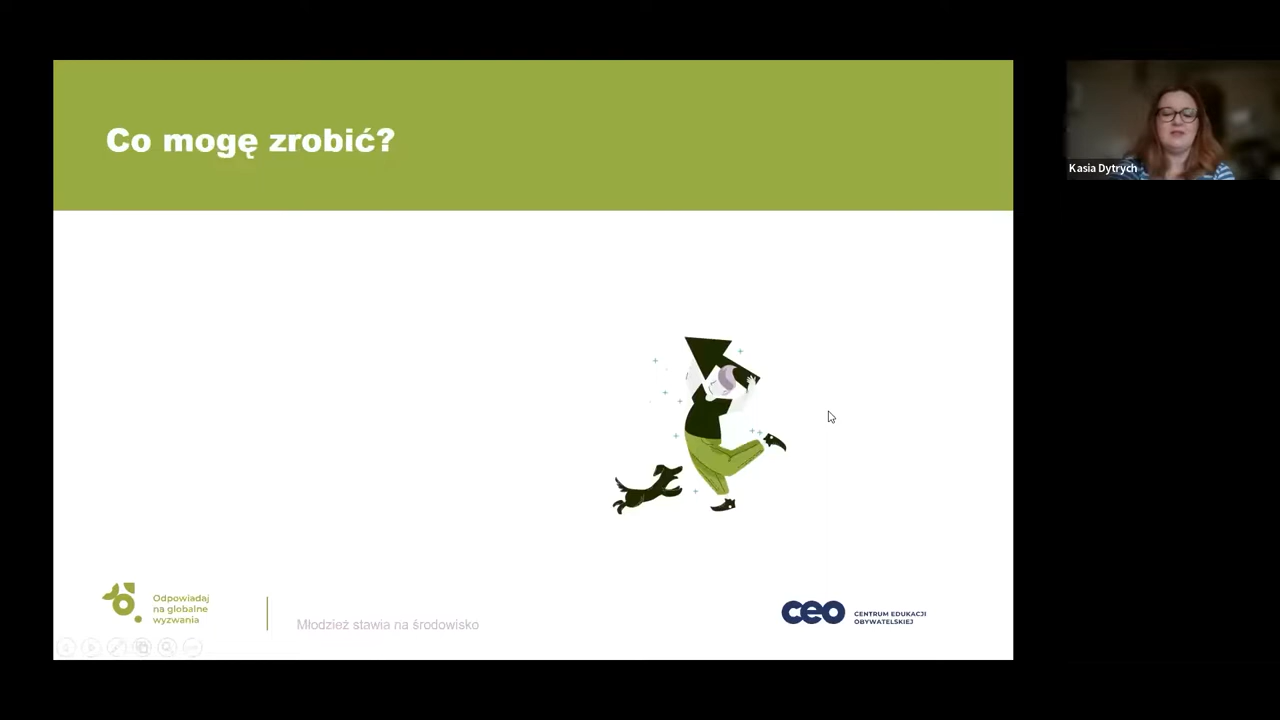 Co mogę zrobić?
Kasia Dytrych
Odpowiadaj
na globalne
wyzwania
Młodzież stawia na środowisko
ceo
CENTRUM EDUKACJI
OBYWATELSKIEJ